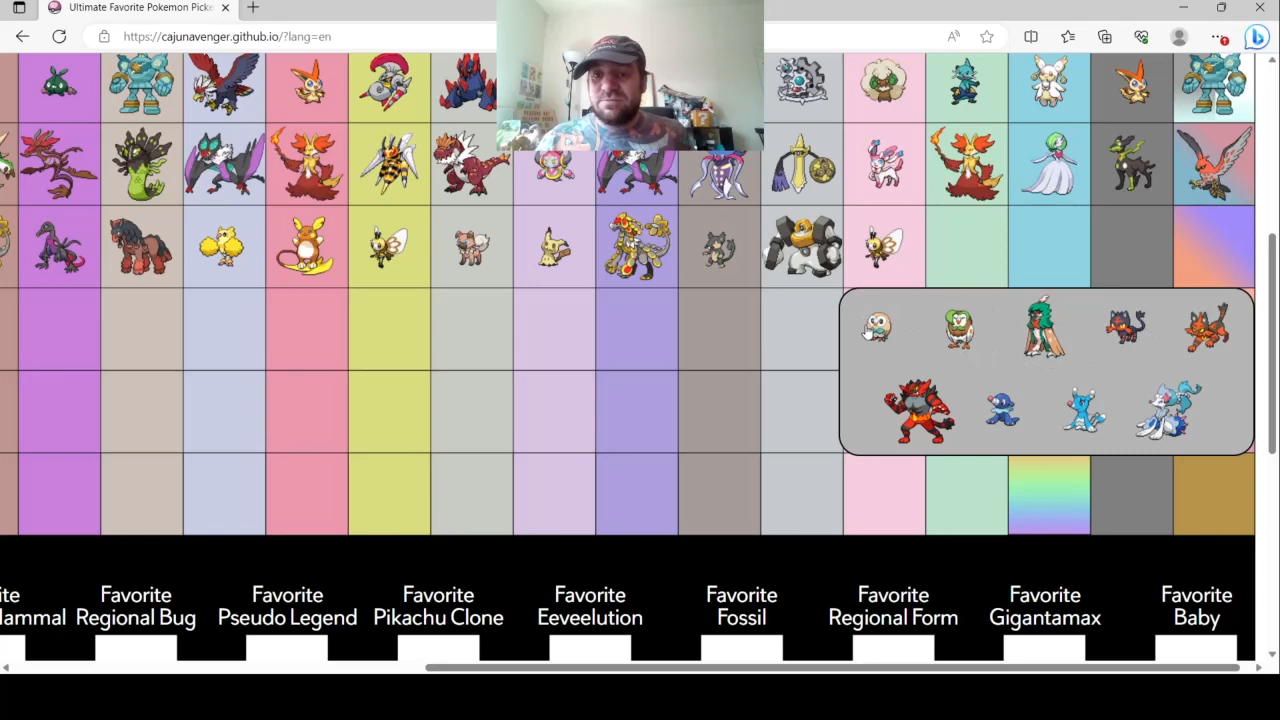 Ultimate Favorite Pokemon Picke
https://cajunavenger.github.io/?lang=en
ite
lammal
Favorite
Regional Bug
Favorite
Pseudo Legend
Favorite
Pikachu Clone
Favorite
Eeveelution
Favorite
Fossil
Favorite
Regional Form
Favorite
Gigantamax
Favorite
Baby